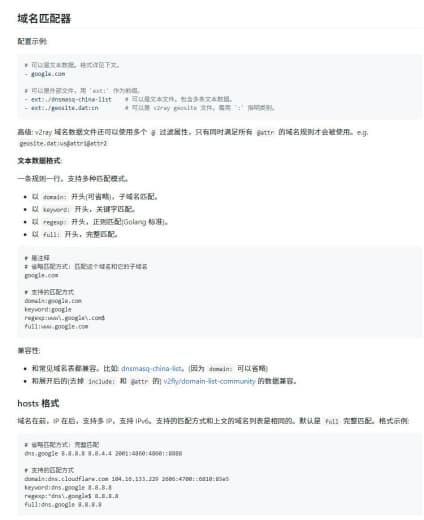 域名匹配器
配置示例:
# 可以是文本数据。格式详见下文。
- google.com
# 可以是外部文件，用 `ext:` 作为前缀。
- ext:./dnsmasq-china-list    # 可以是文本文件，包含多条文本数据。
- ext:./geosite.dat:cn    # 可以是 v2ray geosite 文件。需用 `:` 指明类别。
高级: v2ray 域名数据文件还可以使用多个 @ 过滤属性，只有同时满足所有 @attr 的域名规则才会被使用。e.g.
geosite.dat:us@attr1@attr2
文本数据格式:
一条规则一行。支持多种匹配模式。
以 domain: 开头(可省略)，子域名匹配。
以 keyword: 开头，关键字匹配。
以 regexp: 开头，正则匹配(Golang 标准)。
以 full: 开头，完整匹配。
# 是注释
# 省略匹配方式: 匹配这个域名和它的子域名
google.com
# 支持的匹配方式
domain:google.com
keyword:google
regexp:www\.google\.com$
full:www.google.com
兼容性:
和常见域名表都兼容。比如: dnsmasq-china-list。(因为 domain: 可以省略)
和展开后的(去掉 include: 和 @attr 的) v2fly/domain-list-community 的数据兼容。
hosts 格式
域名在前，IP 在后，支持多 IP，支持 IPv6。支持的匹配方式和上文的域名列表是相同的。默认是 full 完整匹配。格式示例:
# 省略匹配方式: 完整匹配
dns.google 8.8.8.8 8.8.4.4 2001:4860:4860::8888
# 支持的匹配方式
domain:dns.cloudflare.com 104.16.133.229 2606:4700::6810:85e5
keyword:dns.google 8.8.8.8
regexp:^dns\.google$ 8.8.8.8
full:dns.google 8.8.8.8